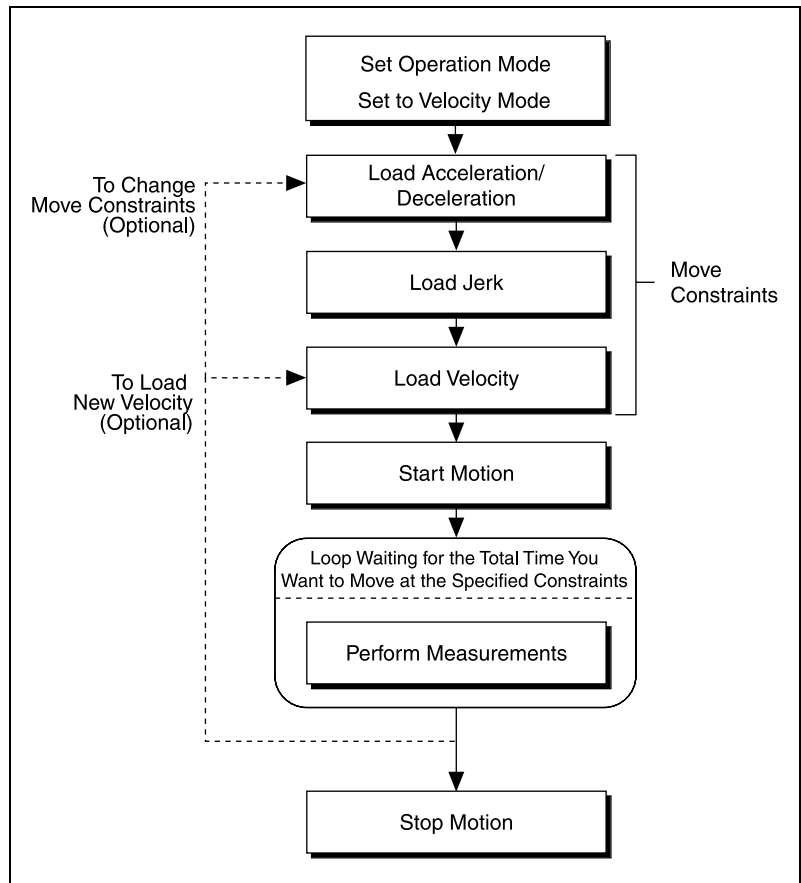 Set Operation Mode
Set to Velocity Mode
To Change
Move Constraints
(Optional)
Load Acceleration/
Deceleration
Load Jerk
Move
Constraints
To Load
New Velocity
(Optional)
Load Velocity
Start Motion
Loop Waiting for the Total Time You
Want to Move at the Specified Constraints
Perform Measurements
Stop Motion